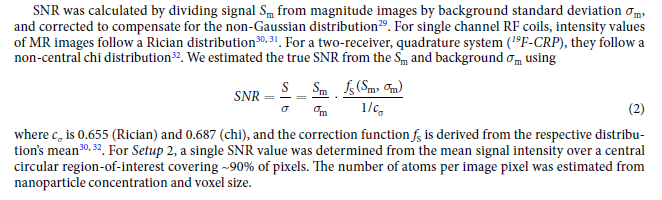 SNR was calculated by dividing signal Sm from magnitude images by background standard deviation σm,
and corrected to compensate for the non-Gaussian distribution29. For single channel RF coils, intensity values
of MR images follow a Rician distribution30, 31. For a two-receiver, quadrature system (19F-CRP), they follow a
non-central chi distribution32. We estimated the true SNR from the Sm and background σm using
SNR = S/σ = Sm/σm · fS(Sm, σm)/1/cσ
(2)
where cσ is 0.655 (Rician) and 0.687 (chi), and the correction function fS is derived from the respective distribu-
tion's mean30, 32. For Setup 2, a single SNR value was determined from the mean signal intensity over a central
circular region-of-interest covering ~90% of pixels. The number of atoms per image pixel was estimated from
nanoparticle concentration and voxel size.